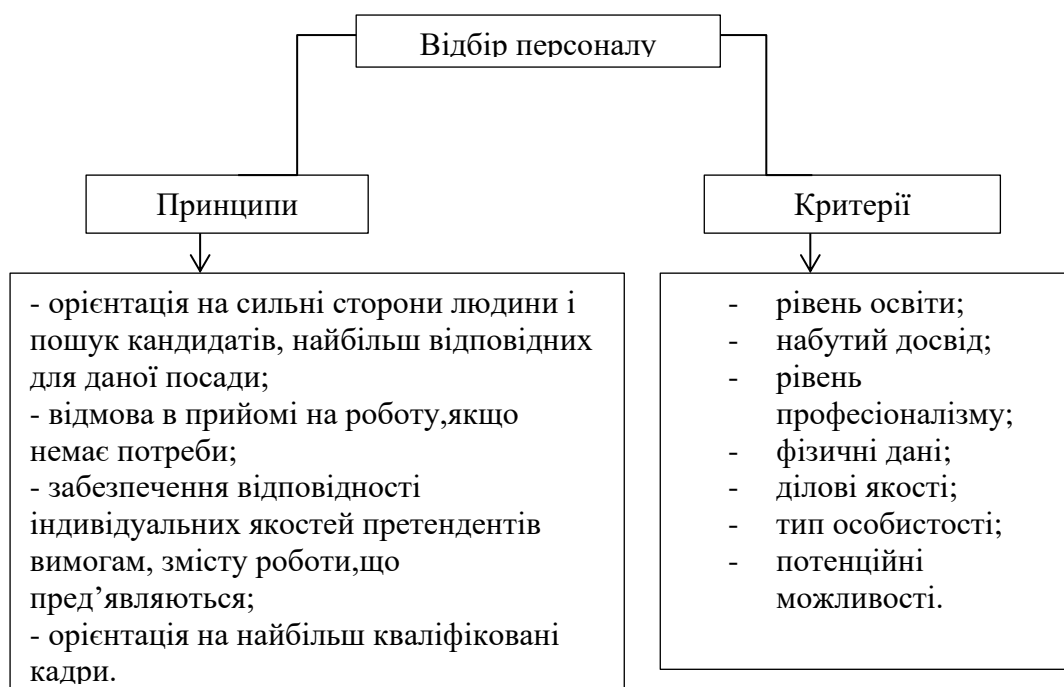 Відбір персоналу
Принципи
Критерії
- орієнтація на сильні сторони людини і
пошук кандидатів, найбільш відповідних
для даної посади;
- відмова в прийомі на роботу,якщо
немає потреби;
- забезпечення відповідності
індивідуальних якостей претендентів
вимогам, змісту роботи,що
пред’являються;
- орієнтація на найбільш кваліфіковані
кадри.
- рівень освіти;
- набутий досвід;
- рівень
професіоналізму;
- фізичні дані;
- ділові якості;
- тип особистості;
- потенційні
можливості.